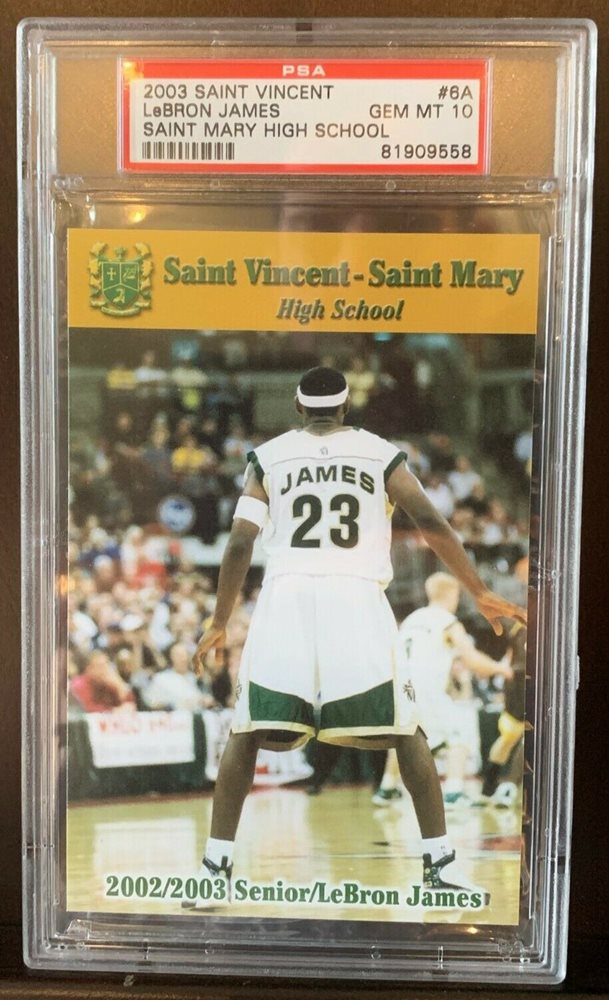 PSA
2003 SAINT VINCENT #6A
LeBRON JAMES GEM MT 10
SAINT MARY HIGH SCHOOL
81909558
Saint Vincent-Saint Mary
High School
JAMES
23
2002/2003 Senior/LeBron James